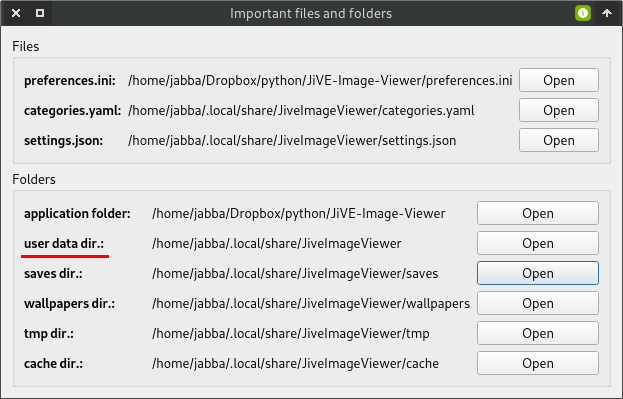 Important files and folders
Files
preferences.ini: /home/jabba/Dropbox/python/JiVE-Image-Viewer/preferences.ini Open
categories.yaml: /home/jabba/.local/share/JiveImageViewer/categories.yaml Open
settings.json: /home/jabba/.local/share/JiveImageViewer/settings.json Open
Folders
application folder: /home/jabba/Dropbox/python/JiVE-Image-Viewer Open
user data dir.: /home/jabba/.local/share/JiveImageViewer Open
saves dir.: /home/jabba/.local/share/JiveImageViewer/saves Open
wallpapers dir.: /home/jabba/.local/share/JiveImageViewer/wallpapers Open
tmp dir.: /home/jabba/.local/share/JiveImageViewer/tmp Open
cache dir.: /home/jabba/.local/share/JiveImageViewer/cache Open